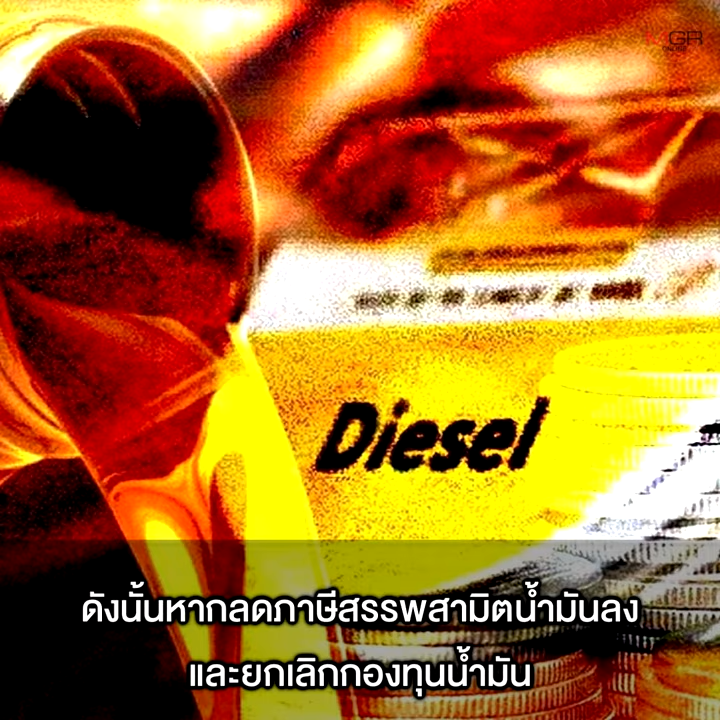 GR
Diesel
ดังนั้นหากลดภาษีสรรพสามิตน้ำมันลง
และยกเลิกกองทุนน้ำมัน